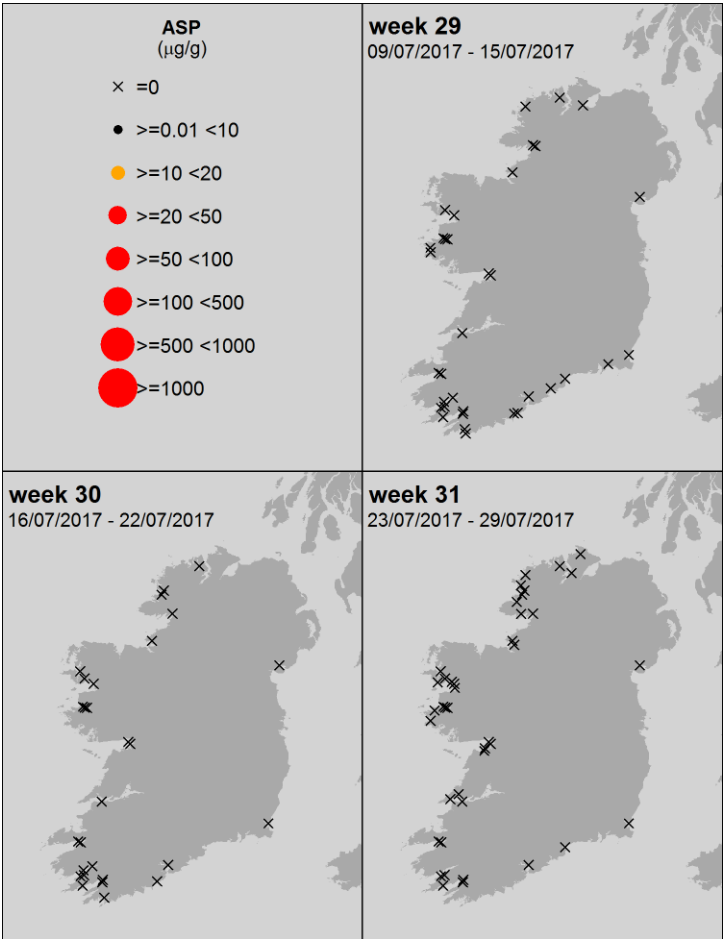 ASP
(µg/g)
=0
>=0.01 <10
>=10 <20
>=20 <50
>=50 <100
>=100 <500
>=500 <1000
>=1000
week 29
09/07/2017 - 15/07/2017
week 30
16/07/2017 - 22/07/2017
week 31
23/07/2017 - 29/07/2017